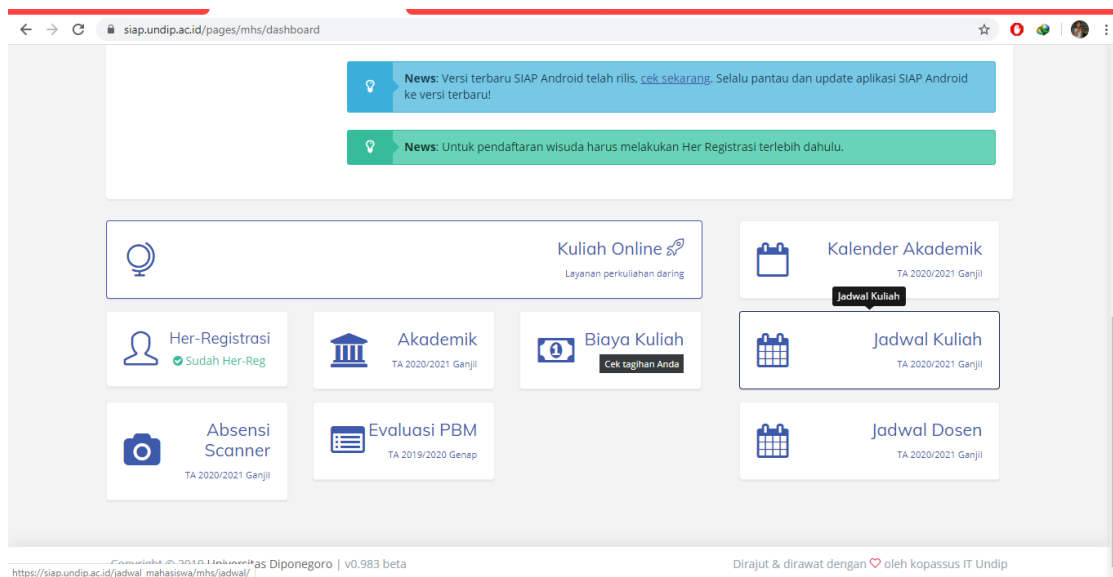 siap.undip.ac.id/pages/mhs/dashboard
News: Versi terbaru SIAP Android telah rilis, cek sekarang. Selalu pantau dan update aplikasi SIAP Android
ke versi terbaru!
News: Untuk pendaftaran wisuda harus melakukan Her Registrasi terlebih dahulu.
Kuliah Online
Layanan perkuliahan daring
Kalender Akademik
TA 2020/2021 Ganjil
Jadwal Kuliah
Her-Registrasi
Sudah Her-Reg
Akademik
TA 2020/2021 Ganjil
Biaya Kuliah
Cek tagihan Anda
Jadwal Kuliah
TA 2020/2021 Ganjil
Absensi
Scanner
TA 2020/2021 Ganjil
Evaluasi PBM
TA 2019/2020 Genap
Jadwal Dosen
TA 2020/2021 Ganjil
Copyright © 2019 Universitas Diponegoro | v0.983 beta
Dirajut & dirawat dengan ♡ oleh kopassus IT Undip
https://siap.undip.ac.id/jadwal_mahasiswa/mhs/jadwal/